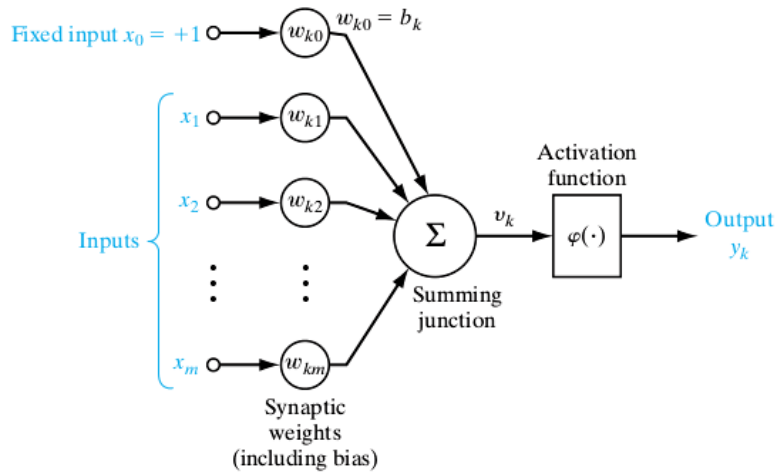 Fixed input x₀ = +1
wₖ₀
wₖ₀ = bₖ
x₁
wₖ₁
x₂
wₖ₂
Inputs
Σ
vₖ
Activation
function
φ(·)
Output
yₖ
Summing
junction
xₘ
wₖₘ
Synaptic
weights
(including bias)